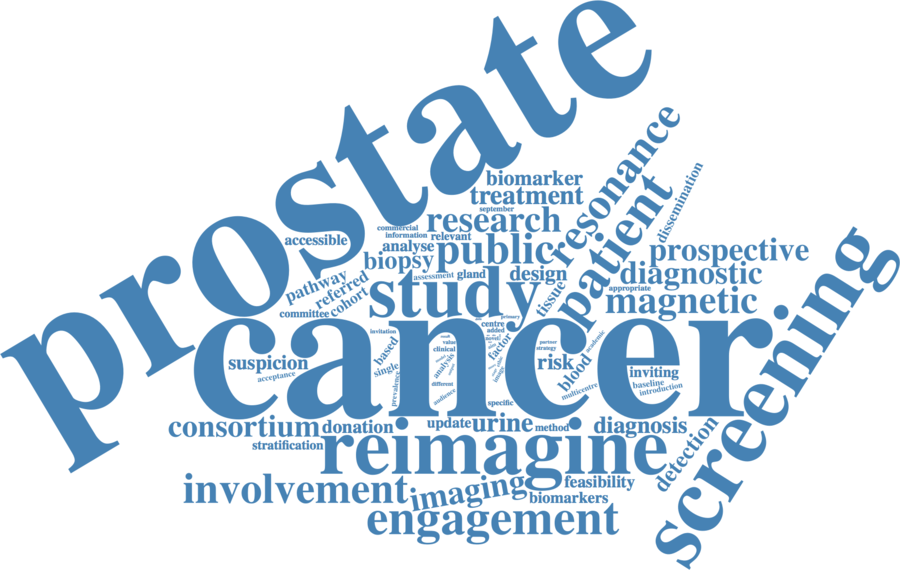 prostate
resonance
dissemination
biomarker
treatment
patient
september
research
commercial
information
relevant
accessible
analyse
public
biopsy
prospective
screening
diagnostic
assessment
gland
design
pathway
referred
cohort
tissue
appropriate
magnetic
study
committee
primary
cancer
centre
added
invitation
value
clinical
novel
factor
partner
strategy
academic
based
suspicion
single
analysis
risk
blood
inviting
acceptance
prevalence
different
audience
baseline
introduction
multicentre
specific
consortium
donation
update
urine
method
diagnosis
stratification
reimagine
detection
involvement
imaging
feasibility
biomarkers
engagement